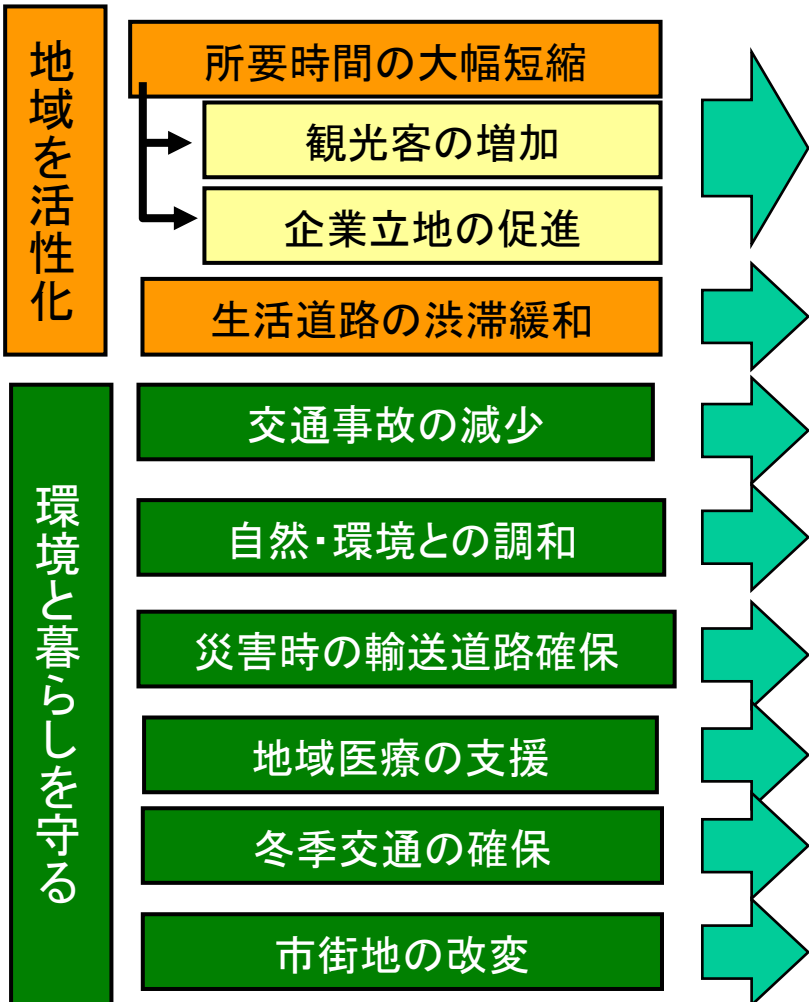 地域を活性化
所要時間の大幅短縮
観光客の増加
企業立地の促進
生活道路の渋滞緩和
環境と暮らしを守る
交通事故の減少
自然・環境との調和
災害時の輸送道路確保
地域医療の支援
冬季交通の確保
市街地の改変